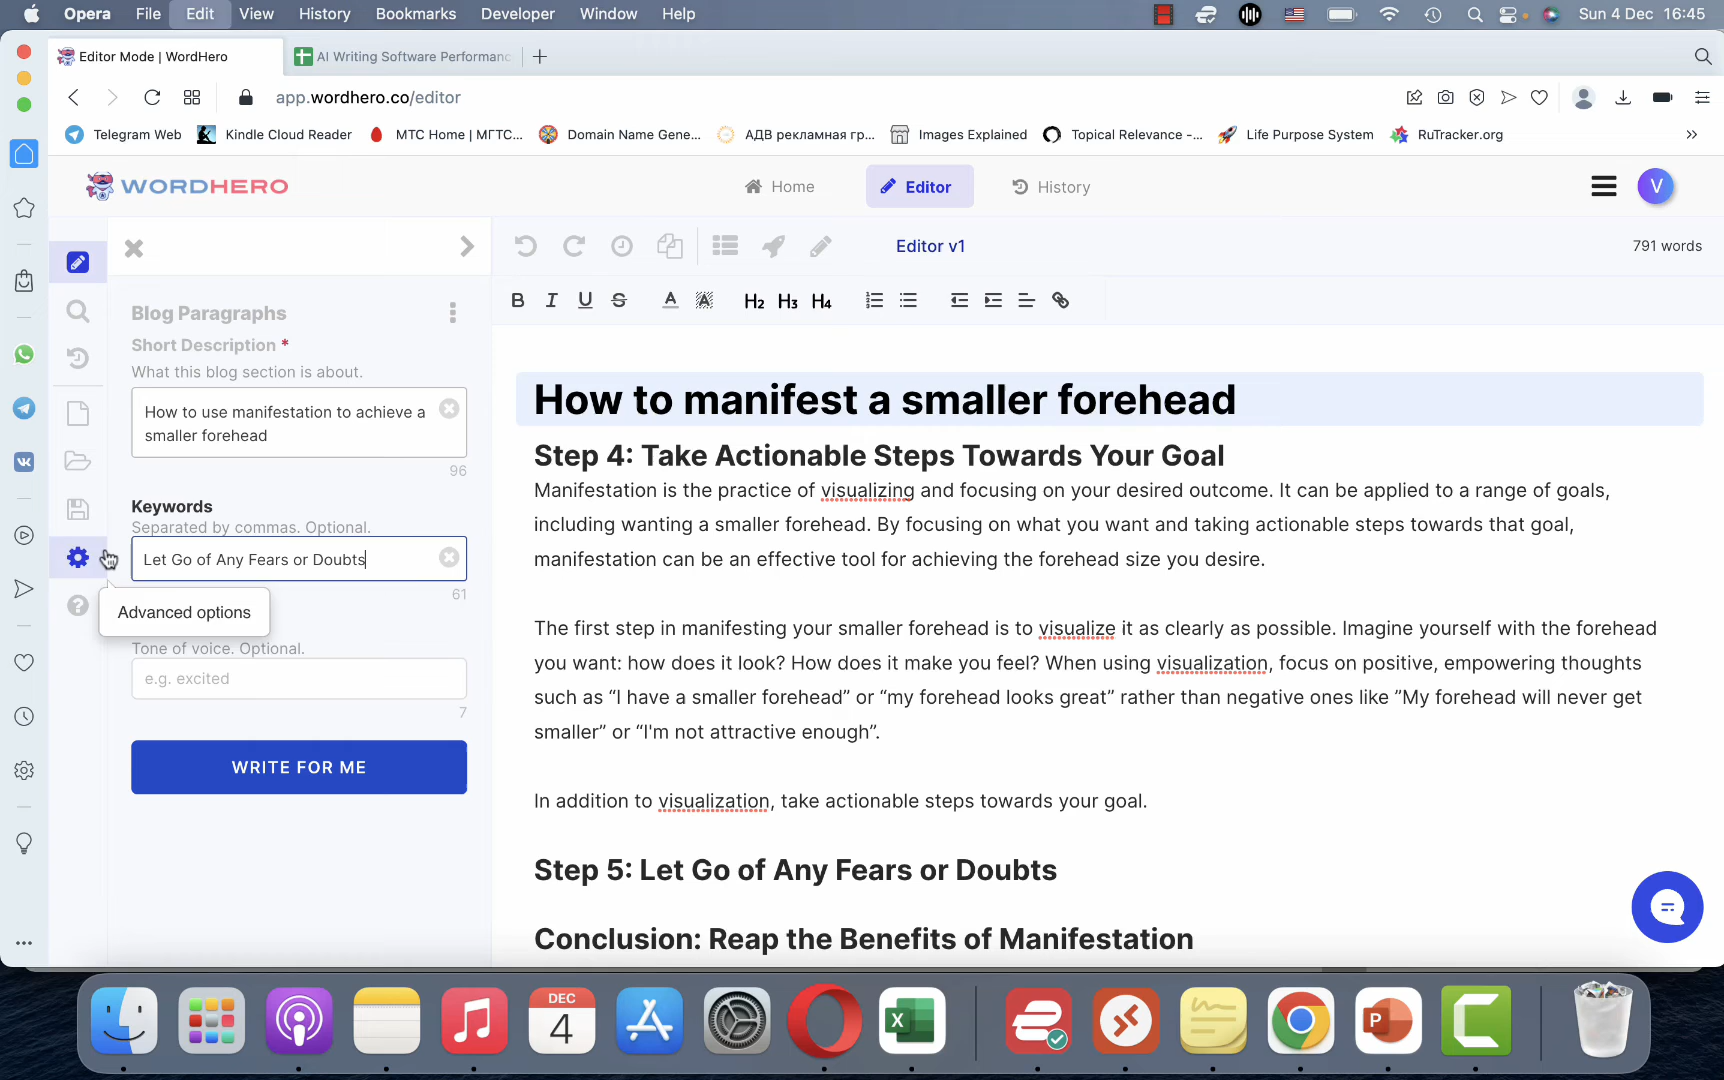 Opera File Edit View History Bookmarks Developer Window Help Sun 4 Dec 16:45
Editor Mode | WordHero AI Writing Software Performanc
app.wordhero.co/editor
Telegram Web Kindle Cloud Reader МТС Home | МГТС... Domain Name Gene... АДВ рекламная гр... Images Explained Topical Relevance -... Life Purpose System RuTracker.org
WORDHERO Home Editor History V
Editor v1 791 words
B I U S A A H2 H3 H4
Blog Paragraphs
Short Description *
What this blog section is about.
How to use manifestation to achieve a
smaller forehead
96
Keywords
Separated by commas. Optional.
Let Go of Any Fears or Doubts
61
Advanced options
Tone of voice. Optional.
e.g. excited
7
WRITE FOR ME
How to manifest a smaller forehead
Step 4: Take Actionable Steps Towards Your Goal
Manifestation is the practice of visualizing and focusing on your desired outcome. It can be applied to a range of goals,
including wanting a smaller forehead. By focusing on what you want and taking actionable steps towards that goal,
manifestation can be an effective tool for achieving the forehead size you desire.
The first step in manifesting your smaller forehead is to visualize it as clearly as possible. Imagine yourself with the forehead
you want: how does it look? How does it make you feel? When using visualization, focus on positive, empowering thoughts
such as “I have a smaller forehead” or “my forehead looks great” rather than negative ones like ”My forehead will never get
smaller” or “I'm not attractive enough”.
In addition to visualization, take actionable steps towards your goal.
Step 5: Let Go of Any Fears or Doubts
Conclusion: Reap the Benefits of Manifestation
DEC
4
X
P